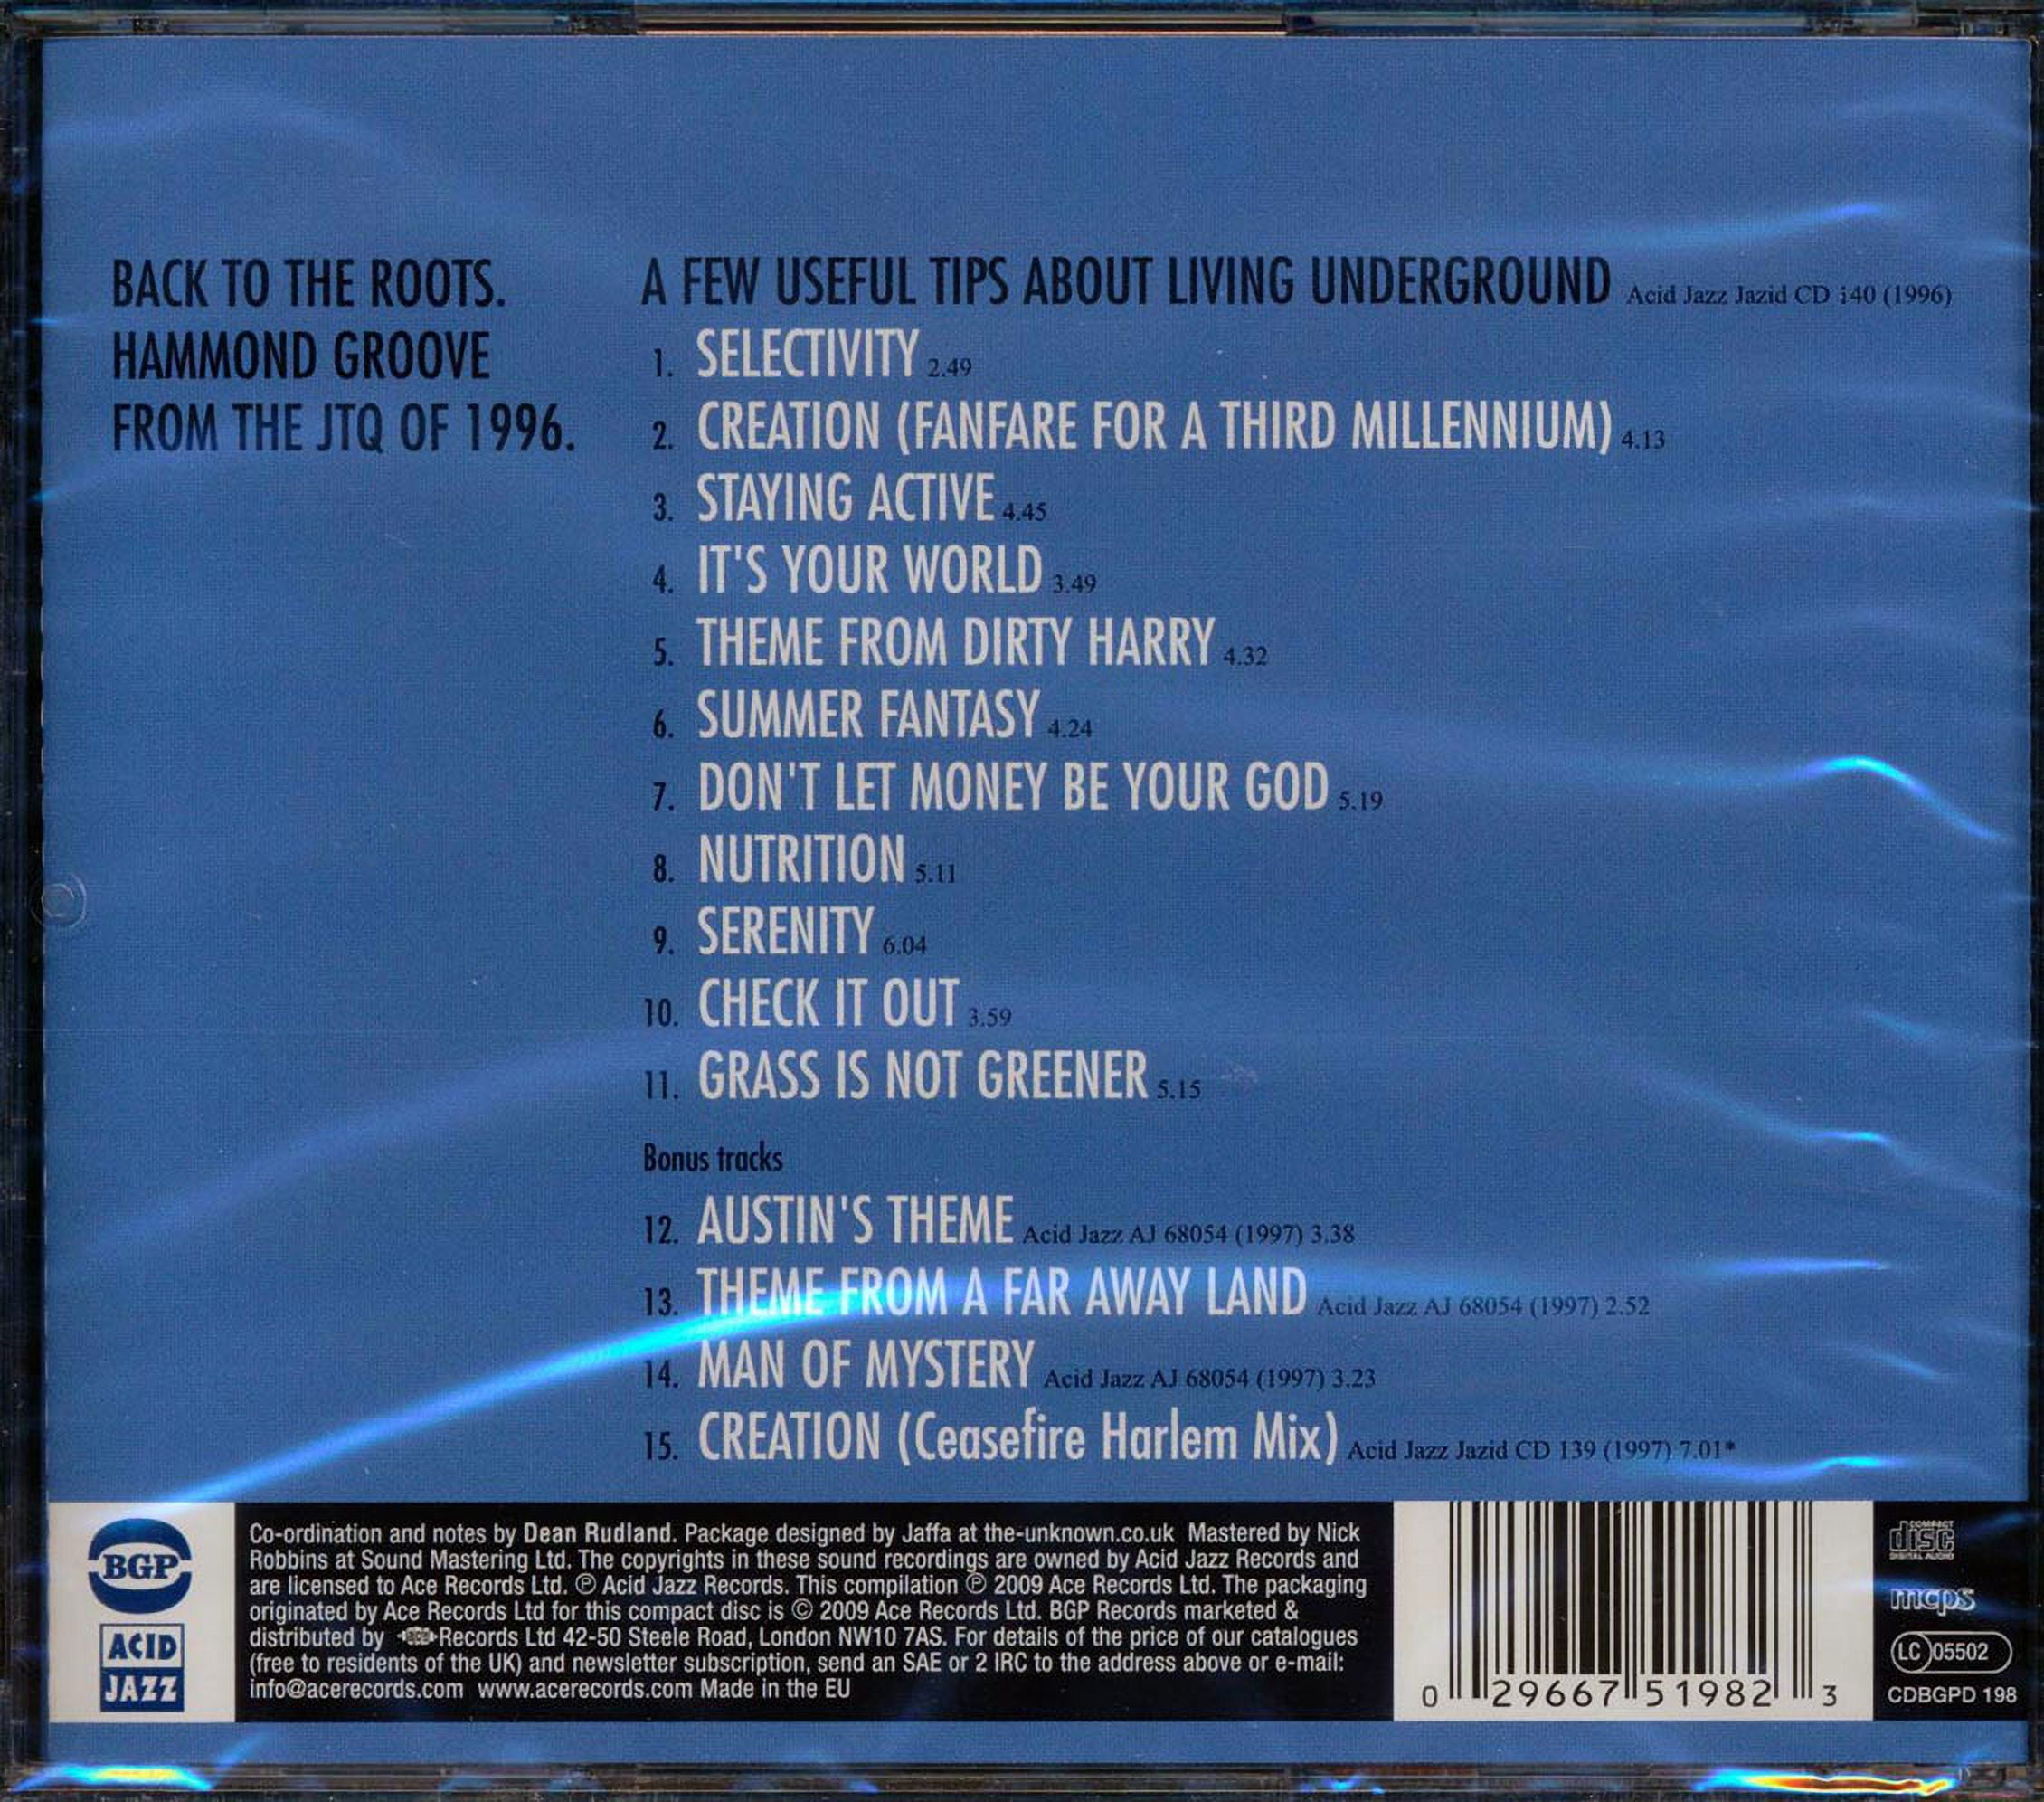 BACK TO THE ROOTS.
HAMMOND GROOVE
FROM THE JTQ OF 1996.
A FEW USEFUL TIPS ABOUT LIVING UNDERGROUND Acid Jazz Jazid CD 140 (1996)
1. SELECTIVITY 2.49
2. CREATION (FANFARE FOR A THIRD MILLENNIUM) 4.13
3. STAYING ACTIVE 4.45
4. IT'S YOUR WORLD 3.49
5. THEME FROM DIRTY HARRY 4.32
6. SUMMER FANTASY 4.24
7. DON'T LET MONEY BE YOUR GOD 5.19
8. NUTRITION 5.11
9. SERENITY 6.04
10. CHECK IT OUT 3.59
11. GRASS IS NOT GREENER 5.15
Bonus tracks
12. AUSTIN'S THEME Acid Jazz AJ 68054 (1997) 3.38
13. THEME FROM A FAR AWAY LAND Acid Jazz AJ 68054 (1997) 2.52
14. MAN OF MYSTERY Acid Jazz AJ 68054 (1997) 3.23
15. CREATION (Ceasefire Harlem Mix) Acid Jazz Jazid CD 139 (1997) 7.01*
BGP
ACID
JAZZ
Co-ordination and notes by Dean Rudland. Package designed by Jaffa at the-unknown.co.uk Mastered by Nick
Robbins at Sound Mastering Ltd. The copyrights in these sound recordings are owned by Acid Jazz Records and
are licensed to Ace Records Ltd. ℗ Acid Jazz Records. This compilation ℗ 2009 Ace Records Ltd. The packaging
originated by Ace Records Ltd for this compact disc is © 2009 Ace Records Ltd. BGP Records marketed &
distributed by ace Records Ltd 42-50 Steele Road, London NW10 7AS. For details of the price of our catalogues
(free to residents of the UK) and newsletter subscription, send an SAE or 2 IRC to the address above or e-mail:
info@acerecords.com www.acerecords.com Made in the EU
0 29667 51982 3
COMPACT
disc
DIGITAL AUDIO
mcps
LC 05502
CDBGPD 198